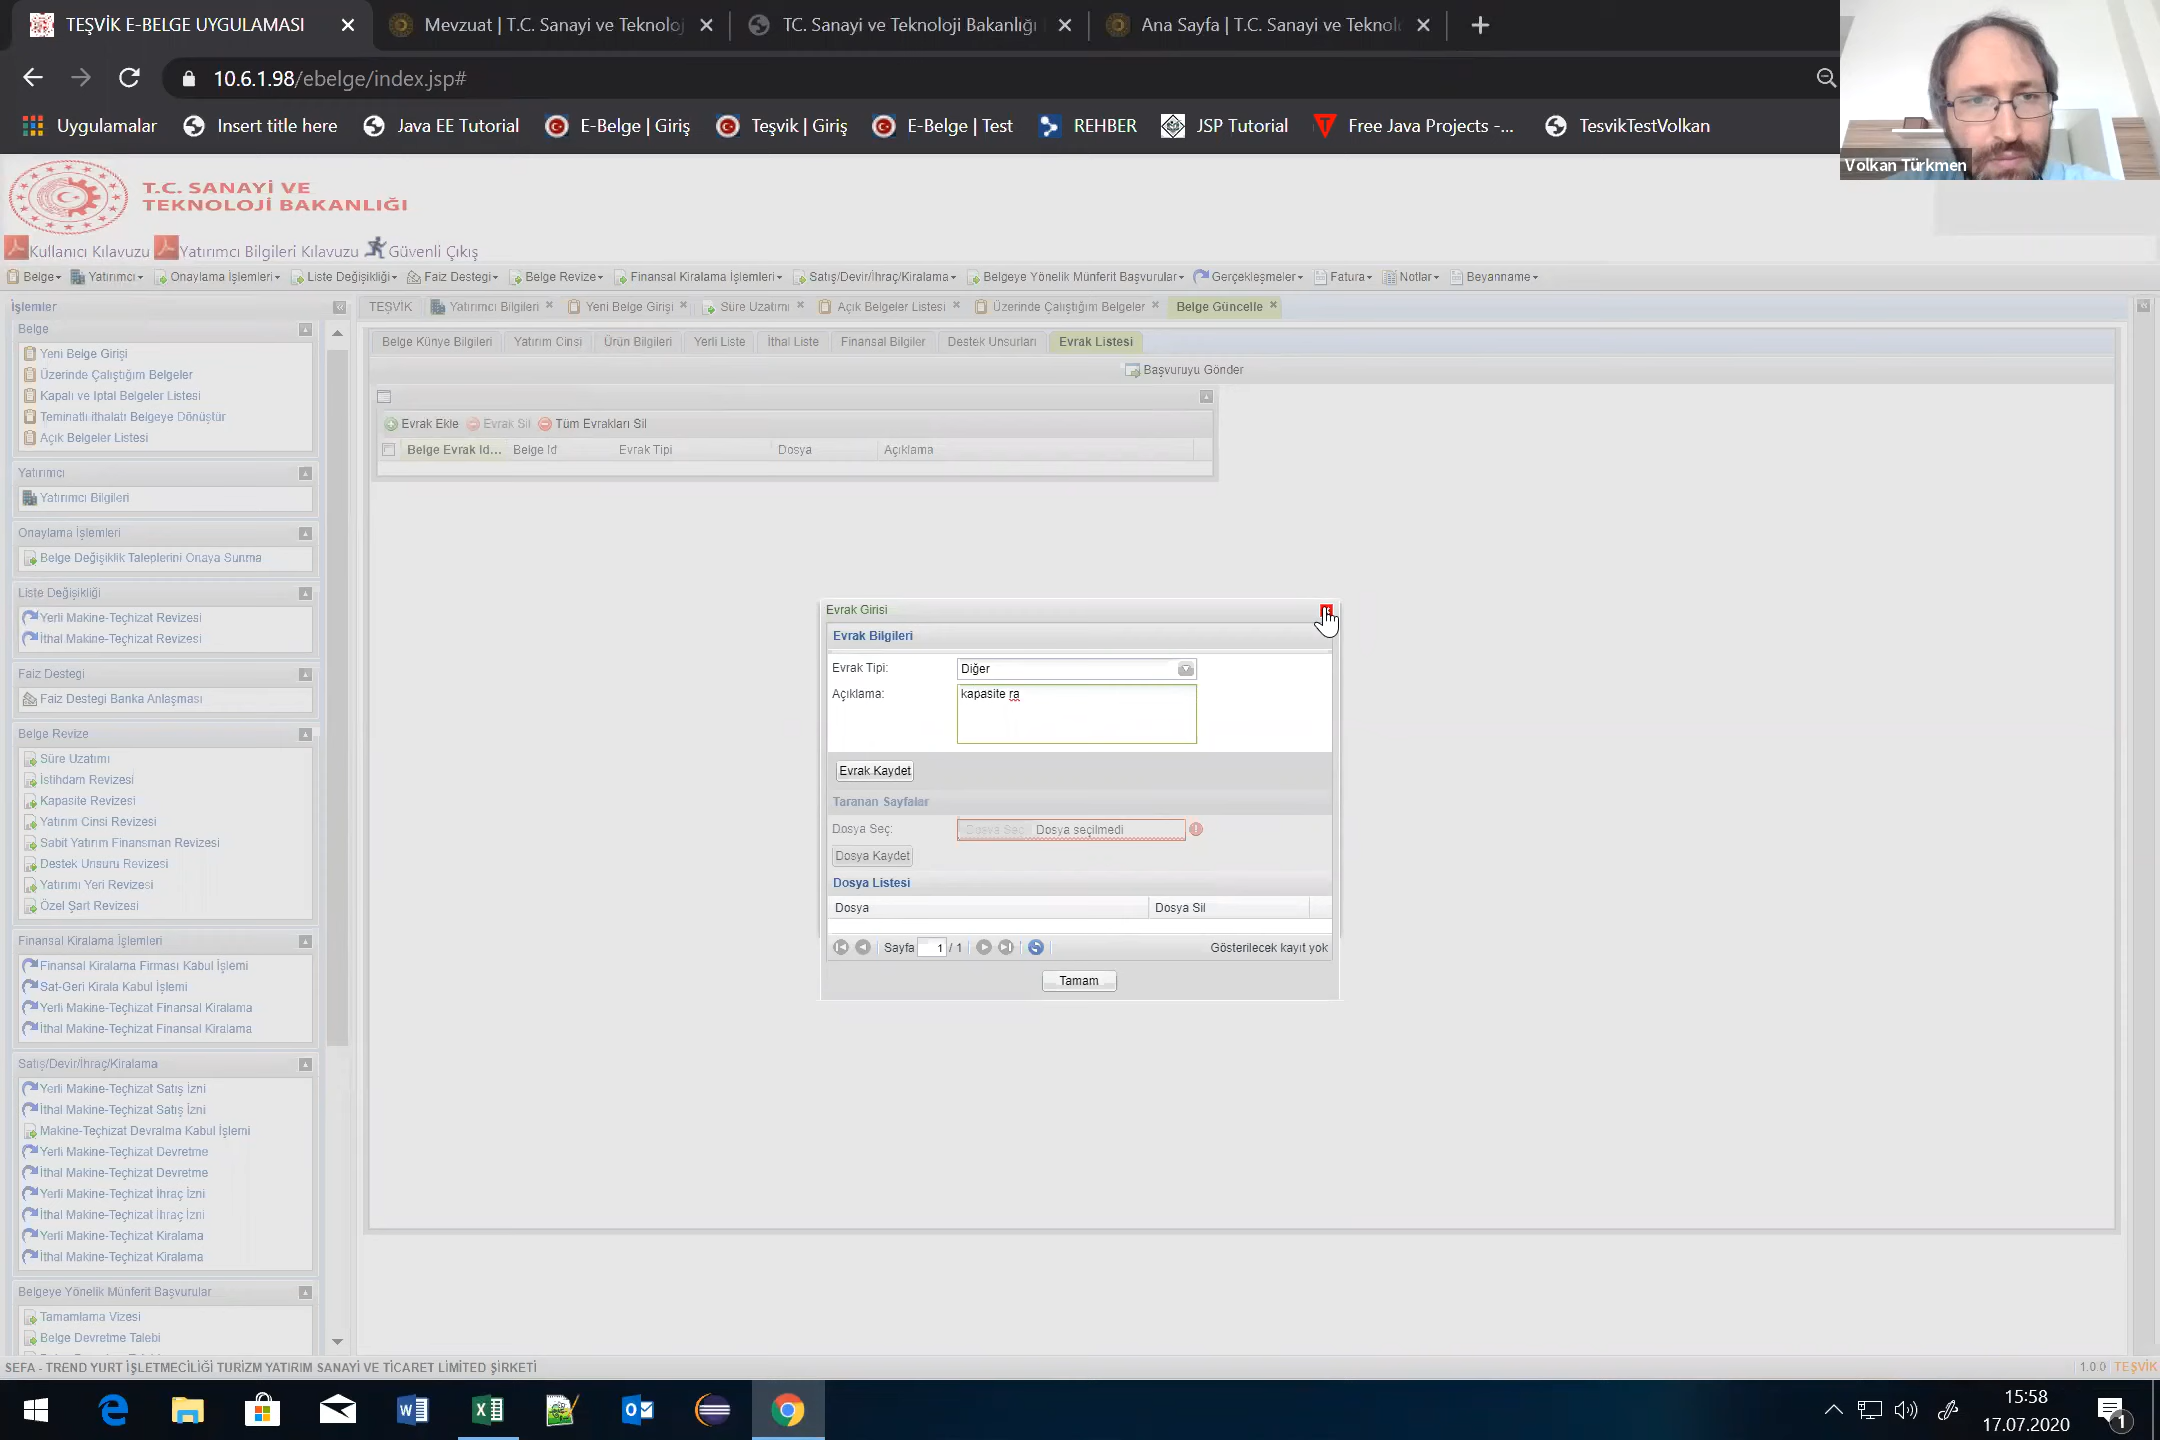 TEŞVİK E-BELGE UYGULAMASI
Mevzuat | T.C. Sanayi ve Teknoloj
TC. Sanayi ve Teknoloji Bakanlığı
Ana Sayfa | T.C. Sanayi ve Teknol
10.6.1.98/ebelge/index.jsp#
Uygulamalar
Insert title here
Java EE Tutorial
E-Belge | Giriş
Teşvik | Giriş
E-Belge | Test
REHBER
JSP Tutorial
Free Java Projects -...
TesvikTestVolkan
Volkan Türkmen
T.C. SANAYİ VE
TEKNOLOJİ BAKANLIĞI
Kullanıcı Kılavuzu Yatırımcı Bilgileri Kılavuzu Güvenli Çıkış
Belge Yatırımcı Onaylama İşlemleri Liste Değişikliği Faiz Destegi Belge Revize Finansal Kiralama İşlemleri Satış/Devir/İhraç/Kiralama Belgeye Yönelik Münferit Başvurular Gerçekleşmeler Fatura Notlar Beyanname
İşlemler
TEŞVİK
Yatırımcı Bilgileri
Yeni Belge Girişi
Süre Uzatımı
Açık Belgeler Listesi
Üzerinde Çalıştığım Belgeler
Belge Güncelle
Belge
Yeni Belge Girişi
Üzerinde Çalıştığım Belgeler
Kapalı ve İptal Belgeler Listesi
Teminatlı ithalatı Belgeye Dönüştür
Açık Belgeler Listesi
Yatırımcı
Yatırımcı Bilgileri
Onaylama İşlemleri
Belge Değişiklik Taleplerini Onaya Sunma
Liste Değişikliği
Yerli Makine-Teçhizat Revizesi
İthal Makine-Teçhizat Revizesi
Faiz Destegi
Faiz Destegi Banka Anlaşması
Belge Revize
Süre Uzatımı
İstihdam Revizesi
Kapasite Revizesi
Yatırım Cinsi Revizesi
Sabit Yatırım Finansman Revizesi
Destek Unsuru Revizesi
Yatırımı Yeri Revizesi
Özel Şart Revizesi
Finansal Kiralama İşlemleri
Finansal Kiralama Firması Kabul İşlemi
Sat-Geri Kirala Kabul İşlemi
Yerli Makine-Teçhizat Finansal Kiralama
İthal Makine-Teçhizat Finansal Kiralama
Satış/Devir/İhraç/Kiralama
Yerli Makine-Teçhizat Satış İzni
İthal Makine-Teçhizat Satış İzni
Makine-Teçhizat Devralma Kabul İşlemi
Yerli Makine-Teçhizat Devretme
İthal Makine-Teçhizat Devretme
Yerli Makine-Teçhizat İhraç İzni
İthal Makine-Teçhizat İhraç İzni
Yerli Makine-Teçhizat Kiralama
İthal Makine-Teçhizat Kiralama
Belgeye Yönelik Münferit Başvurular
Tamamlama Vizesi
Belge Devretme Talebi
Belge Künye Bilgileri
Yatırım Cinsi
Ürün Bilgileri
Yerli Liste
İthal Liste
Finansal Bilgiler
Destek Unsurları
Evrak Listesi
Başvuruyu Gönder
Evrak Ekle Evrak Sil Tüm Evrakları Sil
Belge Evrak Id... Belge Id Evrak Tipi Dosya Açıklama
Evrak Girisi
Evrak Bilgileri
Evrak Tipi: Diğer
Açıklama: kapasite ra
Evrak Kaydet
Taranan Sayfalar
Dosya Seç: Dosya Seç Dosya seçilmedi
Dosya Kaydet
Dosya Listesi
Dosya Dosya Sil
Sayfa 1 / 1 Gösterilecek kayıt yok
Tamam
SEFA - TREND YURT İŞLETMECİLİĞİ TURİZM YATIRIM SANAYİ VE TİCARET LİMİTED ŞİRKETİ
1.0.0 TEŞVİK
15:58
17.07.2020
1